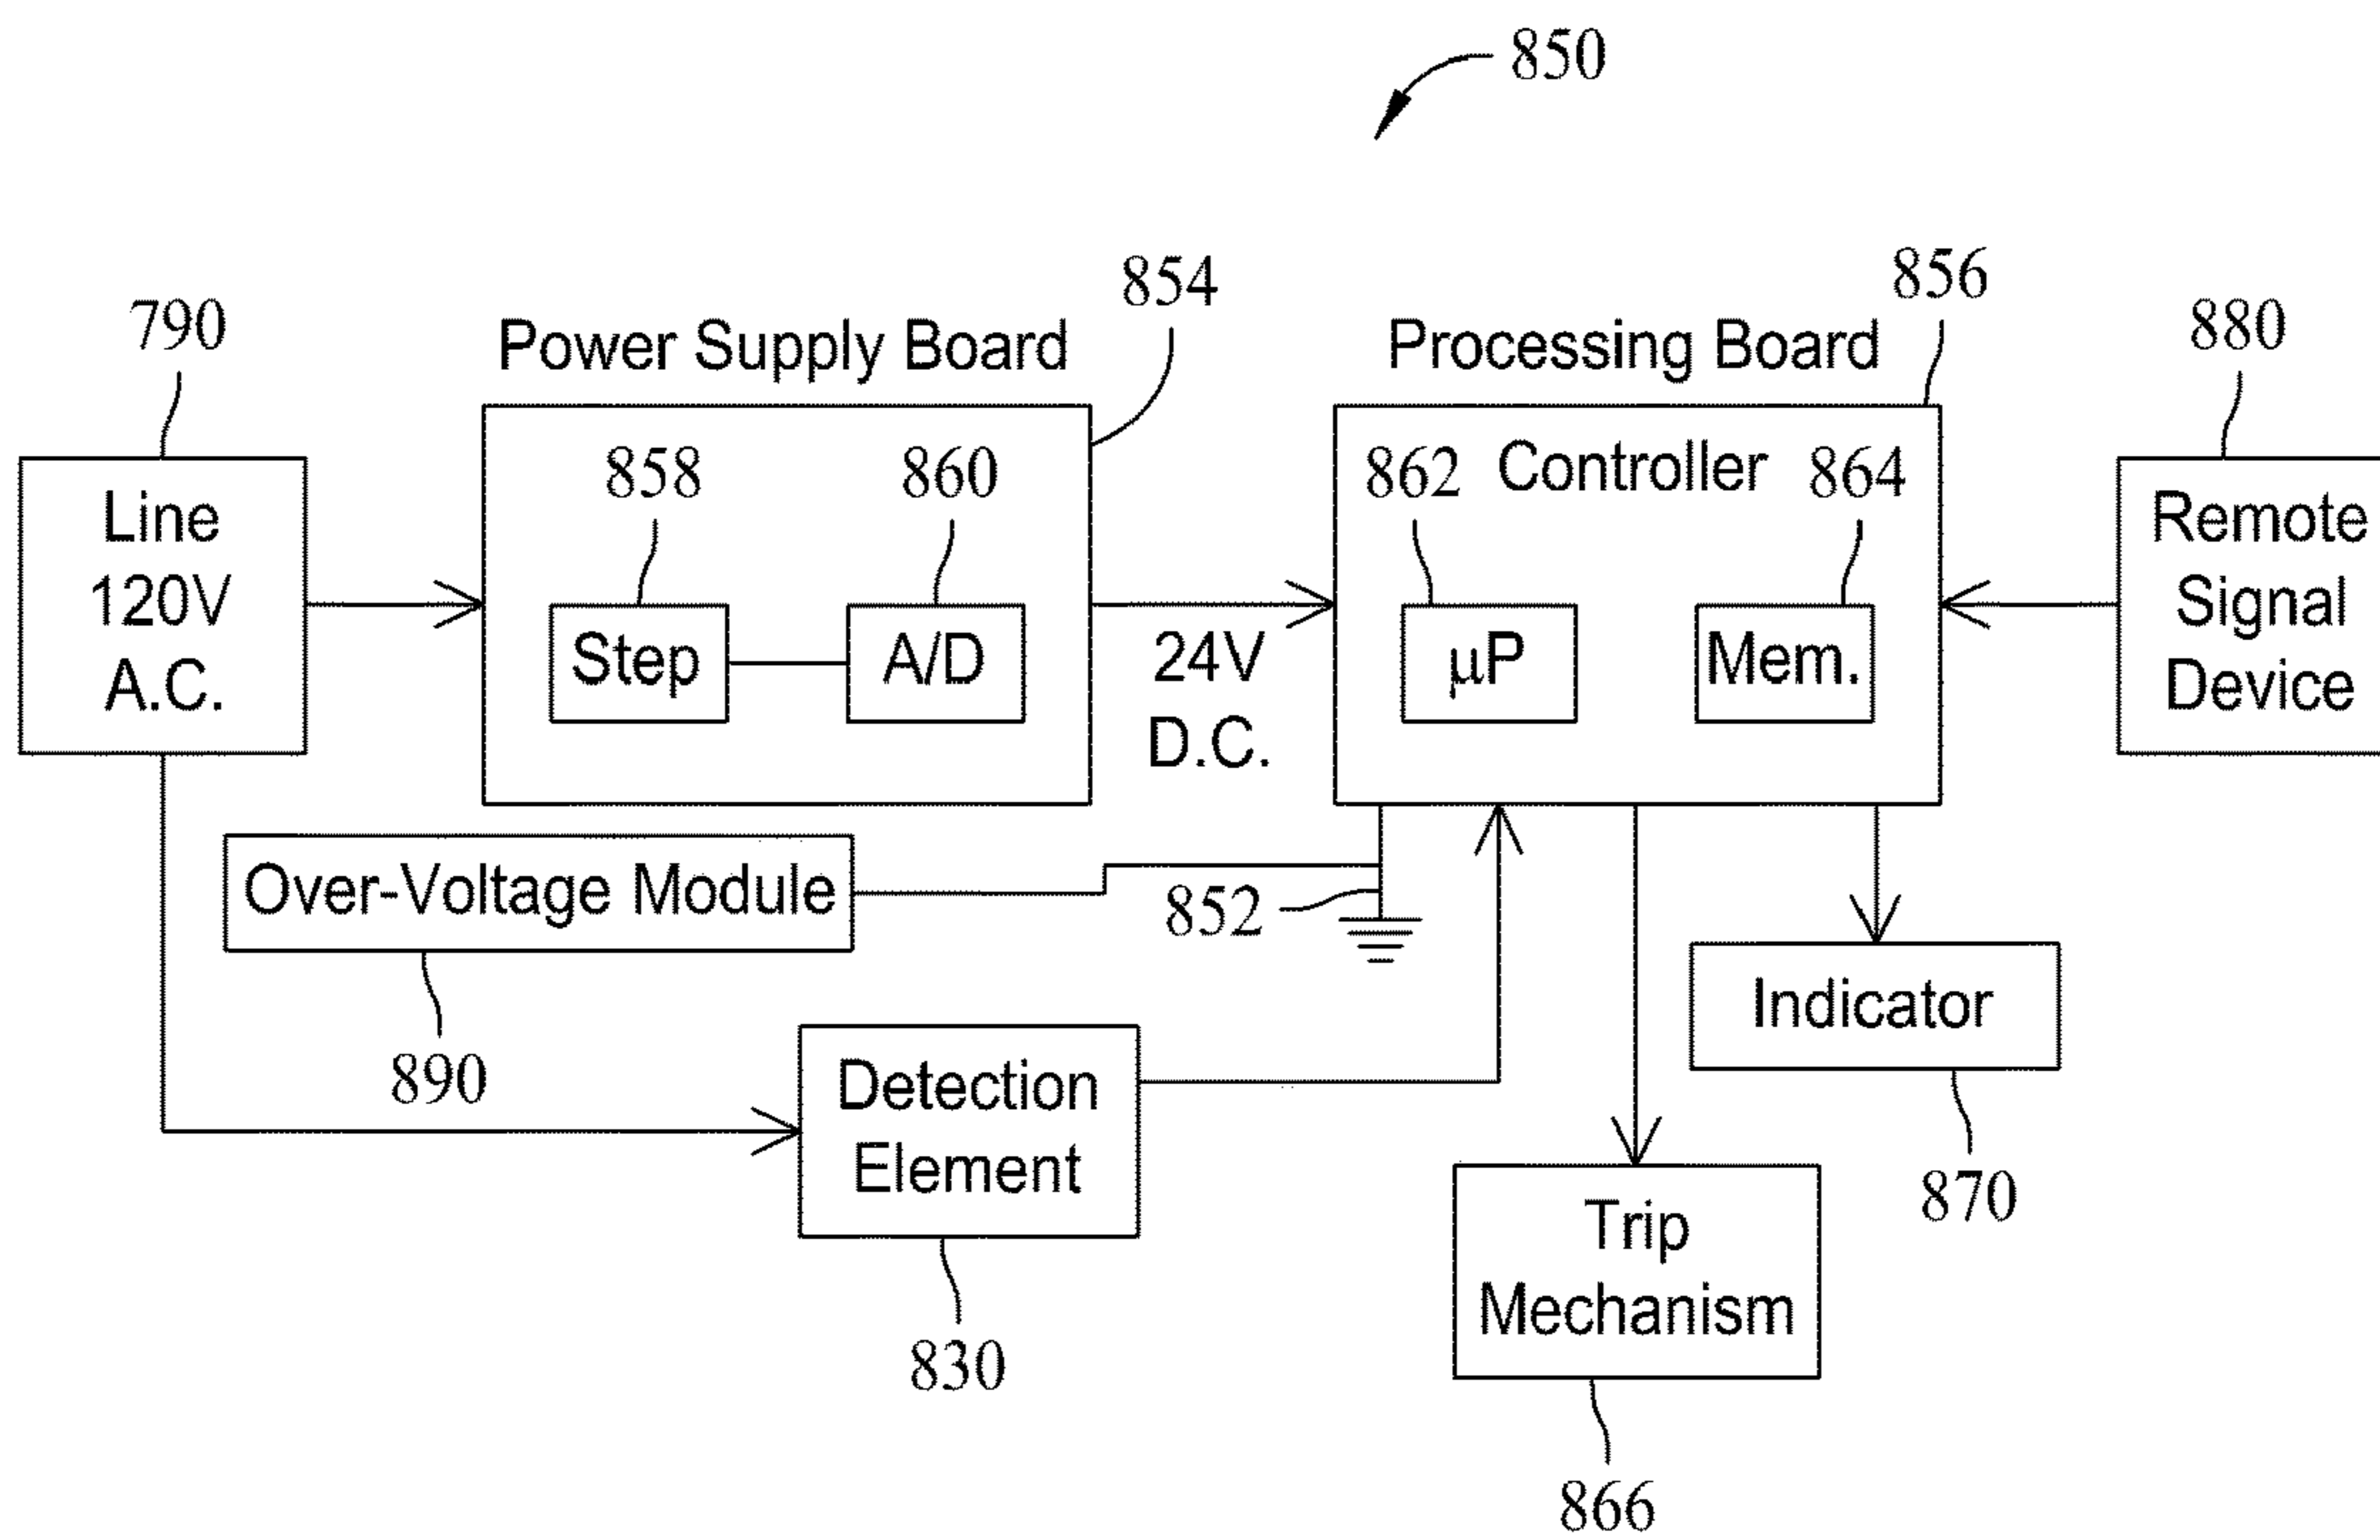 850
854
856
790
880
Power Supply Board
Processing Board
858
860
862
Controller
864
Line
120V
A.C.
Step
A/D
24V
D.C.
μP
Mem.
Remote
Signal
Device
Over-Voltage Module
852
890
Indicator
Detection
Element
870
830
Trip
Mechanism
866